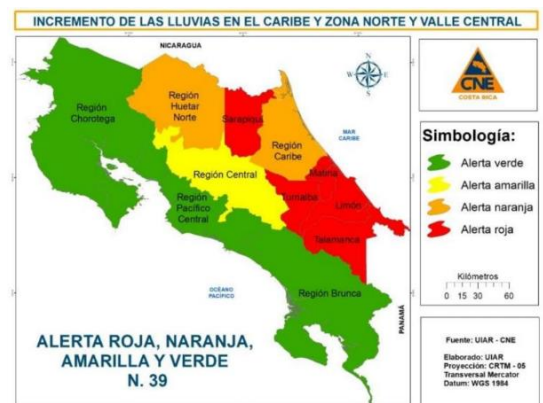 INCREMENTO DE LAS LLUVIAS EN EL CARIBE Y ZONA NORTE Y VALLE CENTRAL
NICARAGUA
Región
Chorotega
Región
Huetar
Norte
Sarapiquí
Región
Caribe
MAR
CARIBE
Región Central
Matina
Turrialba
Limón
Región
Pacífico
Central
Talamanca
Región Brunca
OCÉANO
PACÍFICO
PANAMÁ
ALERTA ROJA, NARANJA,
AMARILLA Y VERDE
N. 39
CNE
COSTA RICA
Simbología:
Alerta verde
Alerta amarilla
Alerta naranja
Alerta roja
Kilómetros
0 15 30 60
Fuente: UIAR - CNE
Elaborado: UIAR
Proyección: CRTM - 05
Transversal Mercator
Datum: WGS 1984